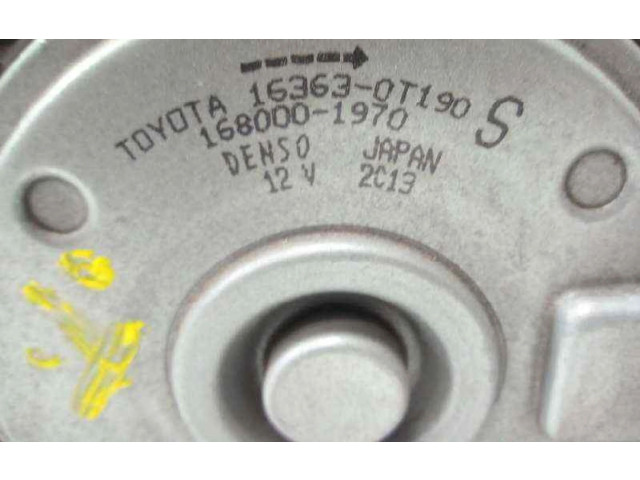 TOYOTA 16363-0T190 S
168000-1970
DENSO JAPAN
12 V 2C13